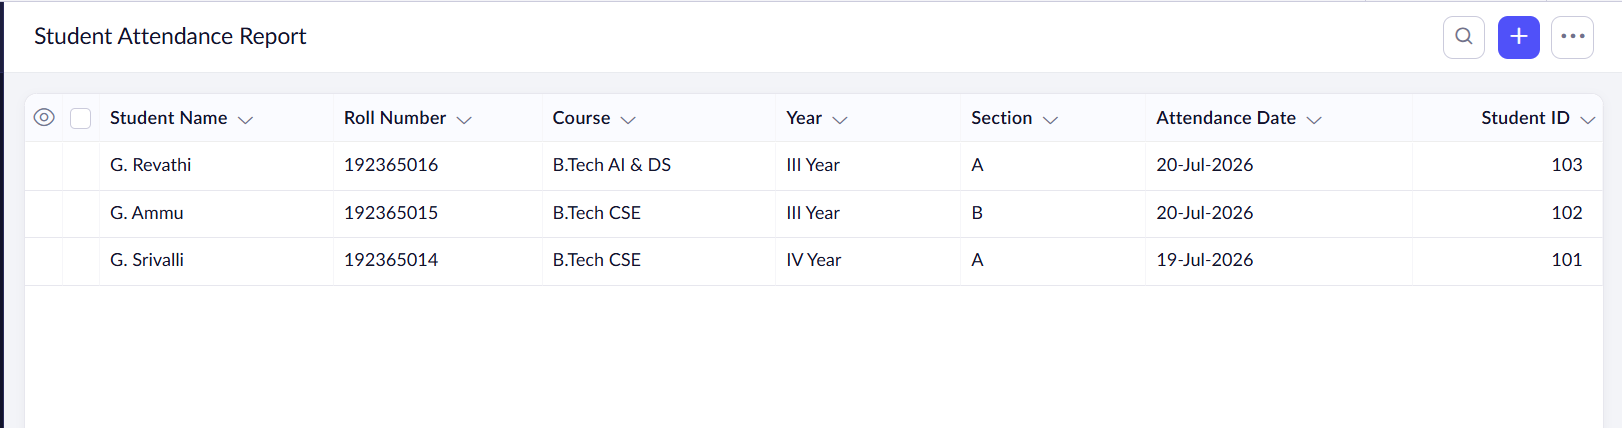 Student Attendance Report
Student Name Roll Number Course Year Section Attendance Date Student ID
G. Revathi 192365016 B.Tech AI & DS III Year A 20-Jul-2026 103
G. Ammu 192365015 B.Tech CSE III Year B 20-Jul-2026 102
G. Srivalli 192365014 B.Tech CSE IV Year A 19-Jul-2026 101